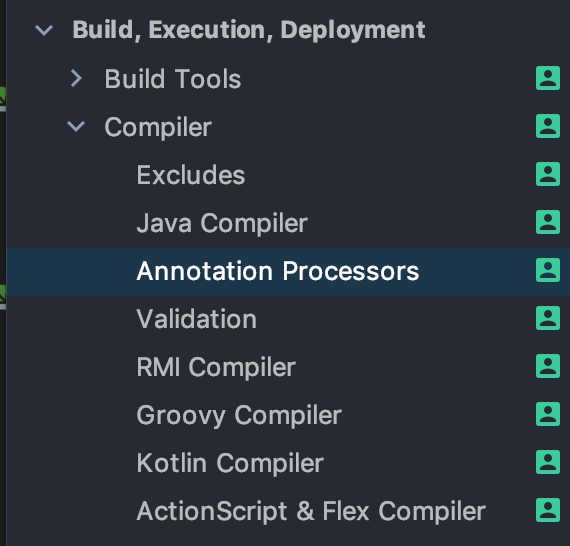 Build, Execution, Deployment
Build Tools
Compiler
Excludes
Java Compiler
Annotation Processors
Validation
RMI Compiler
Groovy Compiler
Kotlin Compiler
ActionScript & Flex Compiler